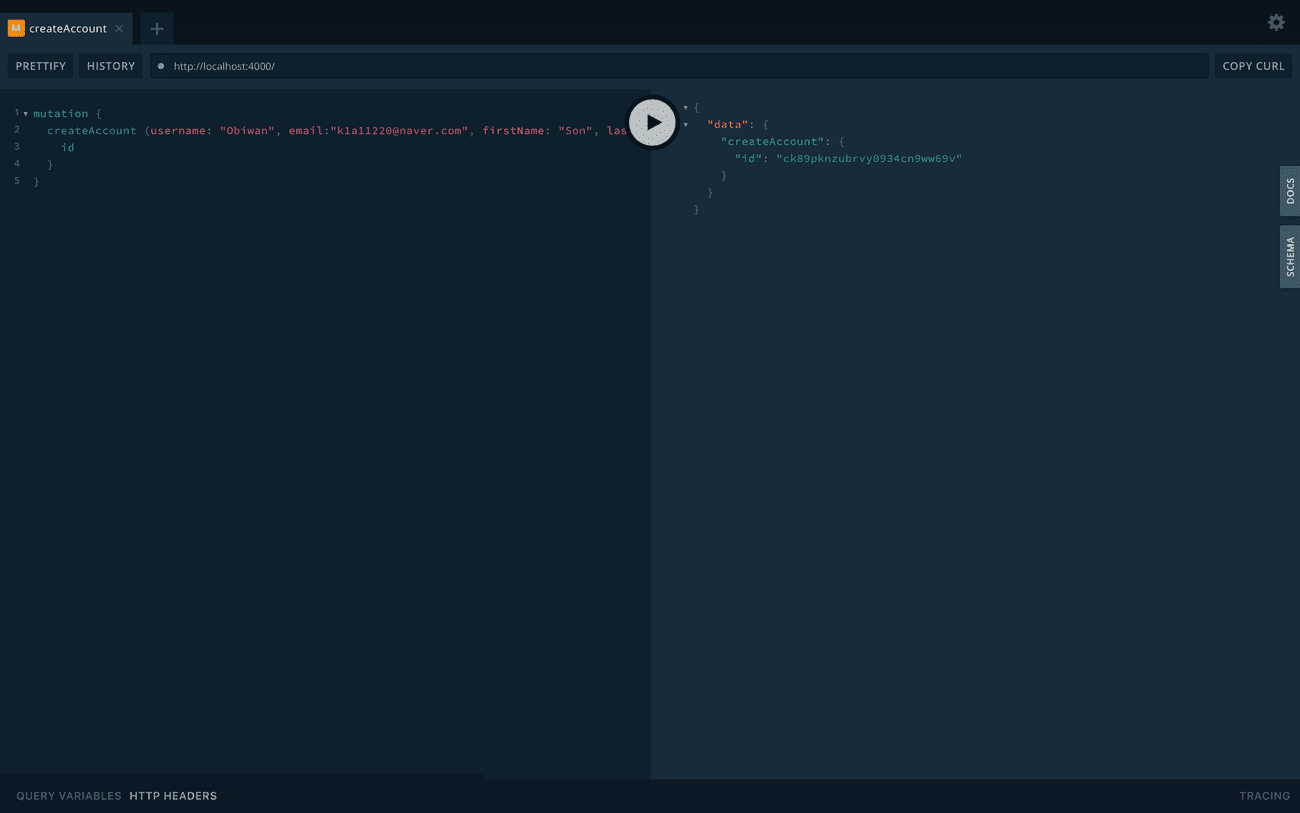 M createAccount
PRETTIFY HISTORY http://localhost:4000/ COPY CURL
1 mutation {
2 createAccount (username: "Obiwan", email:"k1a11220@naver.com", firstName: "Son", las
3 id
4 }
5 }
{
"data": {
"createAccount": {
"id": "ck89pknzubrvy0934cn9ww69v"
}
}
}
DOCS
SCHEMA
QUERY VARIABLES HTTP HEADERS TRACING